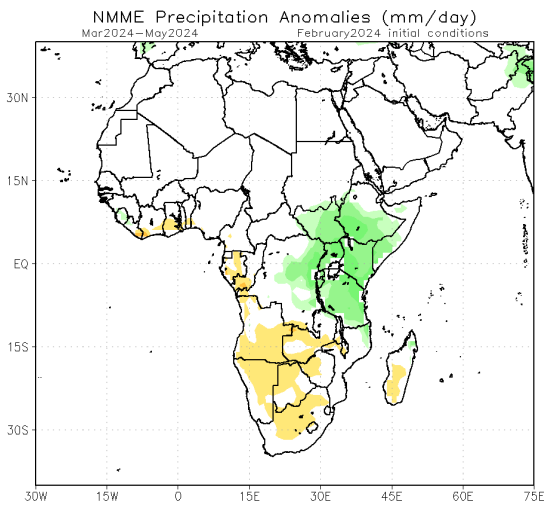 NMME Precipitation Anomalies (mm/day)
Mar2024—May2024 February2024 initial conditions
30N
15N
EQ
15S
30S
30W 15W 0 15E 30E 45E 60E 75E